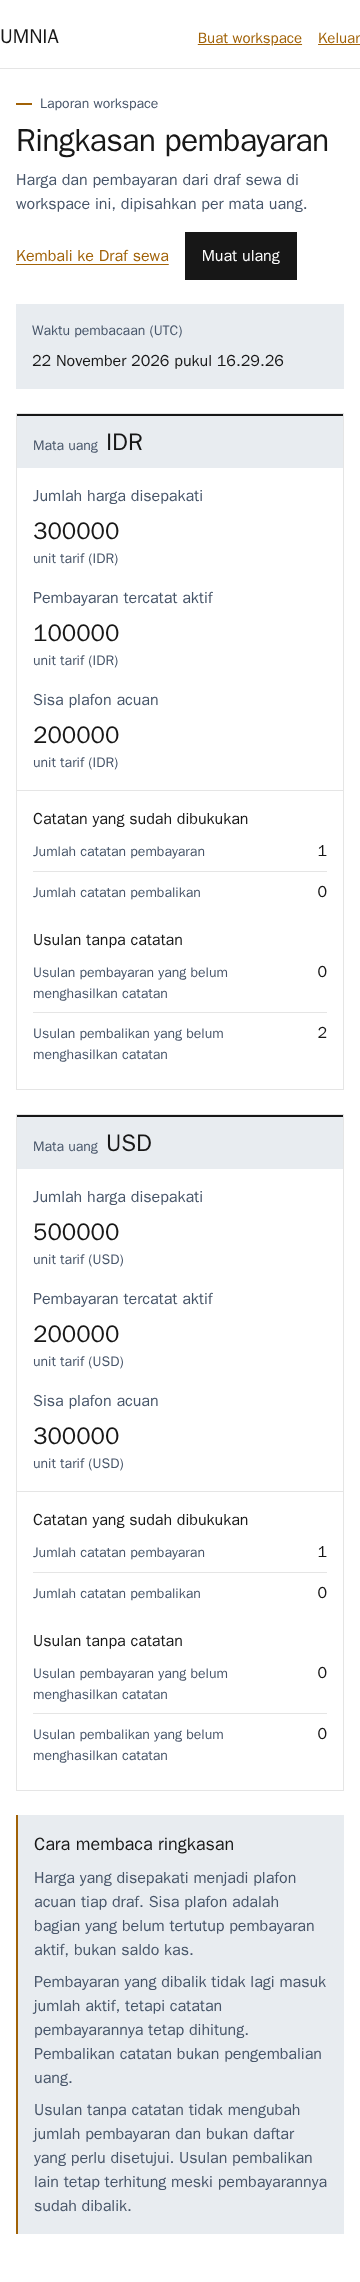 UMNIA
Buat workspace Keluar
Laporan workspace
Ringkasan pembayaran
Harga dan pembayaran dari draf sewa di
workspace ini, dipisahkan per mata uang.
Kembali ke Draf sewa Muat ulang
Waktu pembacaan (UTC)
22 November 2026 pukul 16.29.26
Mata uang IDR
Jumlah harga disepakati
300000
unit tarif (IDR)
Pembayaran tercatat aktif
100000
unit tarif (IDR)
Sisa plafon acuan
200000
unit tarif (IDR)
Catatan yang sudah dibukukan
Jumlah catatan pembayaran 1
Jumlah catatan pembalikan 0
Usulan tanpa catatan
Usulan pembayaran yang belum 0
menghasilkan catatan
Usulan pembalikan yang belum 2
menghasilkan catatan
Mata uang USD
Jumlah harga disepakati
500000
unit tarif (USD)
Pembayaran tercatat aktif
200000
unit tarif (USD)
Sisa plafon acuan
300000
unit tarif (USD)
Catatan yang sudah dibukukan
Jumlah catatan pembayaran 1
Jumlah catatan pembalikan 0
Usulan tanpa catatan
Usulan pembayaran yang belum 0
menghasilkan catatan
Usulan pembalikan yang belum 0
menghasilkan catatan
Cara membaca ringkasan
Harga yang disepakati menjadi plafon
acuan tiap draf. Sisa plafon adalah
bagian yang belum tertutup pembayaran
aktif, bukan saldo kas.
Pembayaran yang dibalik tidak lagi masuk
jumlah aktif, tetapi catatan
pembayarannya tetap dihitung.
Pembalikan catatan bukan pengembalian
uang.
Usulan tanpa catatan tidak mengubah
jumlah pembayaran dan bukan daftar
yang perlu disetujui. Usulan pembalikan
lain tetap terhitung meski pembayarannya
sudah dibalik.